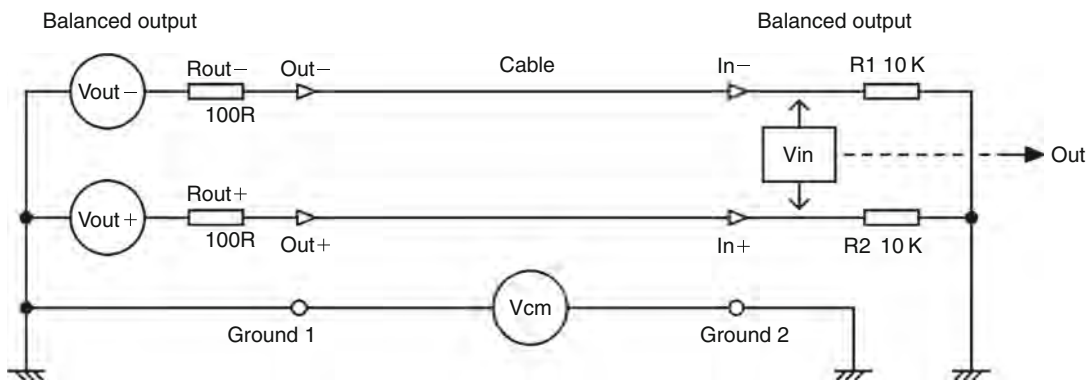 Balanced output
Balanced output
Rout−
Out−
Cable
In−
R1 10 K
Vout−
100R
Vin
Out
Rout+
Vout+
100R
Out+
In+
R2 10 K
Vcm
Ground 1
Ground 2